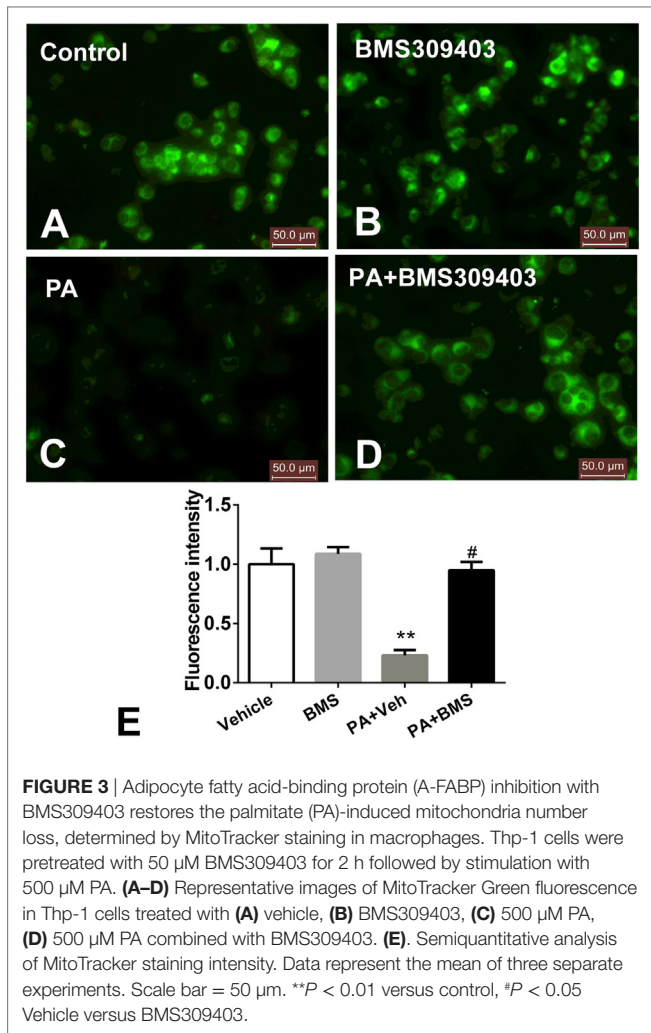 Control
BMS309403
A
50.0 µm
B
50.0 µm
PA
PA+BMS309403
C
50.0 µm
D
50.0 µm
Fluorescence intensity
1.5
1.0
0.5
0.0
**
#
Vehicle
BMS
PA+Veh
PA+BMS
E
FIGURE 3 | Adipocyte fatty acid-binding protein (A-FABP) inhibition with
BMS309403 restores the palmitate (PA)-induced mitochondria number
loss, determined by MitoTracker staining in macrophages. Thp-1 cells were
pretreated with 50 µM BMS309403 for 2 h followed by stimulation with
500 µM PA. (A–D) Representative images of MitoTracker Green fluorescence
in Thp-1 cells treated with (A) vehicle, (B) BMS309403, (C) 500 µM PA,
(D) 500 µM PA combined with BMS309403. (E). Semiquantitative analysis
of MitoTracker staining intensity. Data represent the mean of three separate
experiments. Scale bar = 50 µm. **P < 0.01 versus control, #P < 0.05
Vehicle versus BMS309403.